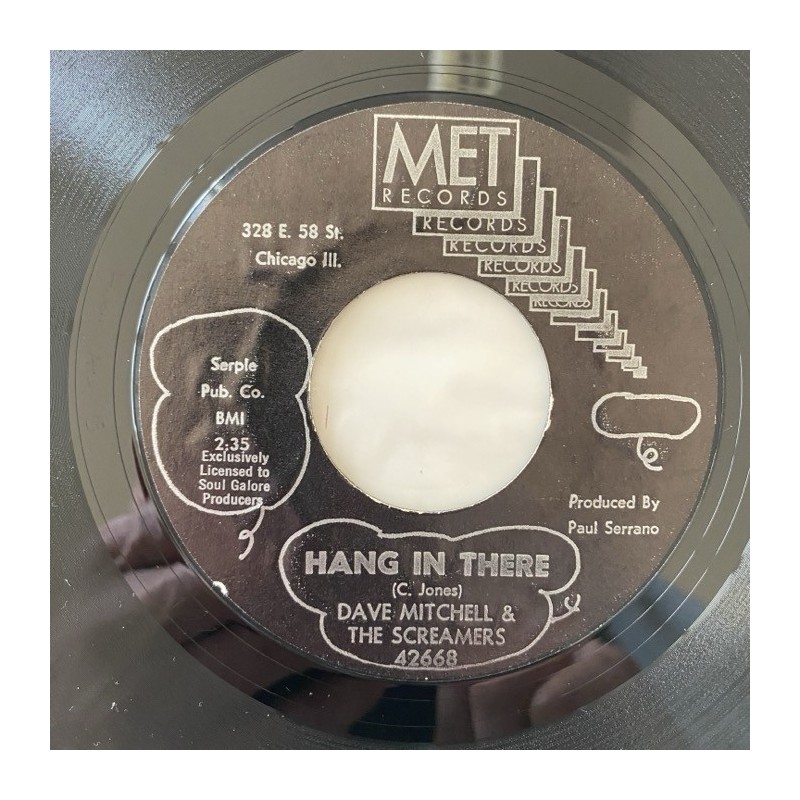 MET
RECORDS
RECORDS
RECORDS
RECORDS
RECORDS
RECORDS
328 E. 58 St.
Chicago Ill.
Serple
Pub. Co.
BMI
2:35
Exclusively
Licensed to
Soul Galore
Producers
Produced By
Paul Serrano
HANG IN THERE
(C. Jones)
DAVE MITCHELL &
THE SCREAMERS
42668